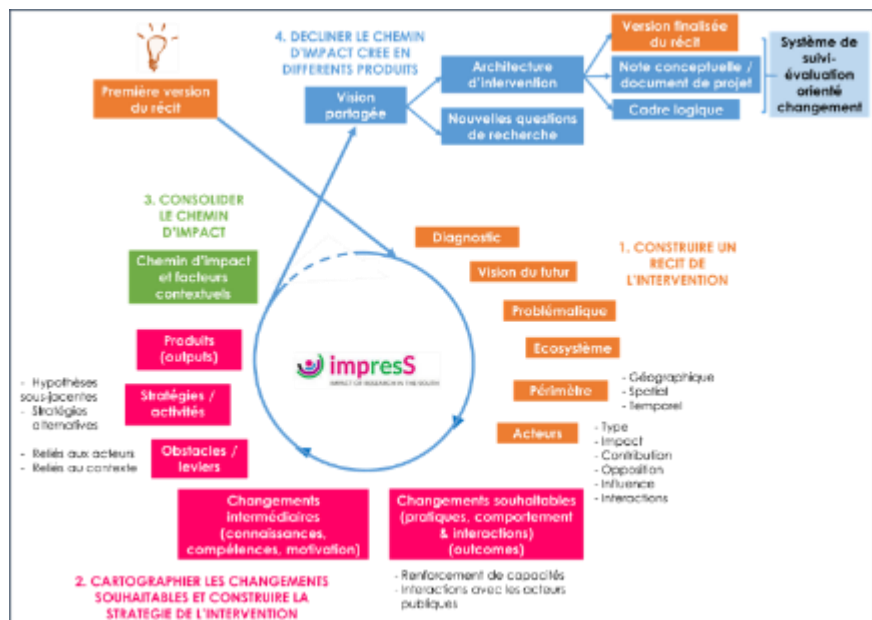 4. DECLINER LE CHEMIN
D'IMPACT CREE EN
DIFFERENTS PRODUITS
Première version
du récit
Vision
partagée
Architecture
d'intervention
Nouvelles questions
de recherche
Version finalisée
du récit
Note conceptuelle /
document de projet
Cadre logique
Système de
suivi-
évaluation
orienté
changement
3. CONSOLIDER
LE CHEMIN
D'IMPACT
Chemin d'impact
et facteurs
contextuels
Diagnostic
Vision du futur
Problématique
Ecosystème
Périmètre
Acteurs
1. CONSTRUIRE UN
RECIT DE
L'INTERVENTION
- Géographique
- Spatial
- Temporel
- Type
- Impact
- Contribution
- Opposition
- Influence
- Interactions
impresS
IMPACT OF RESEARCH IN THE SOUTH
Produits
(outputs)
- Hypothèses
sous-jacentes
- Stratégies
alternatives
Stratégies /
activités
- Reliés aux acteurs
- Reliés au contexte
Obstacles /
leviers
Changements
intermédiaires
(connaissances,
compétences, motivation)
Changements souhaitables
(pratiques, comportement
& interactions)
(outcomes)
- Renforcement de capacités
- Interactions avec les acteurs
publiques
2. CARTOGRAPHIER LES CHANGEMENTS
SOUHAITABLES ET CONSTRUIRE LA
STRATEGIE DE L'INTERVENTION